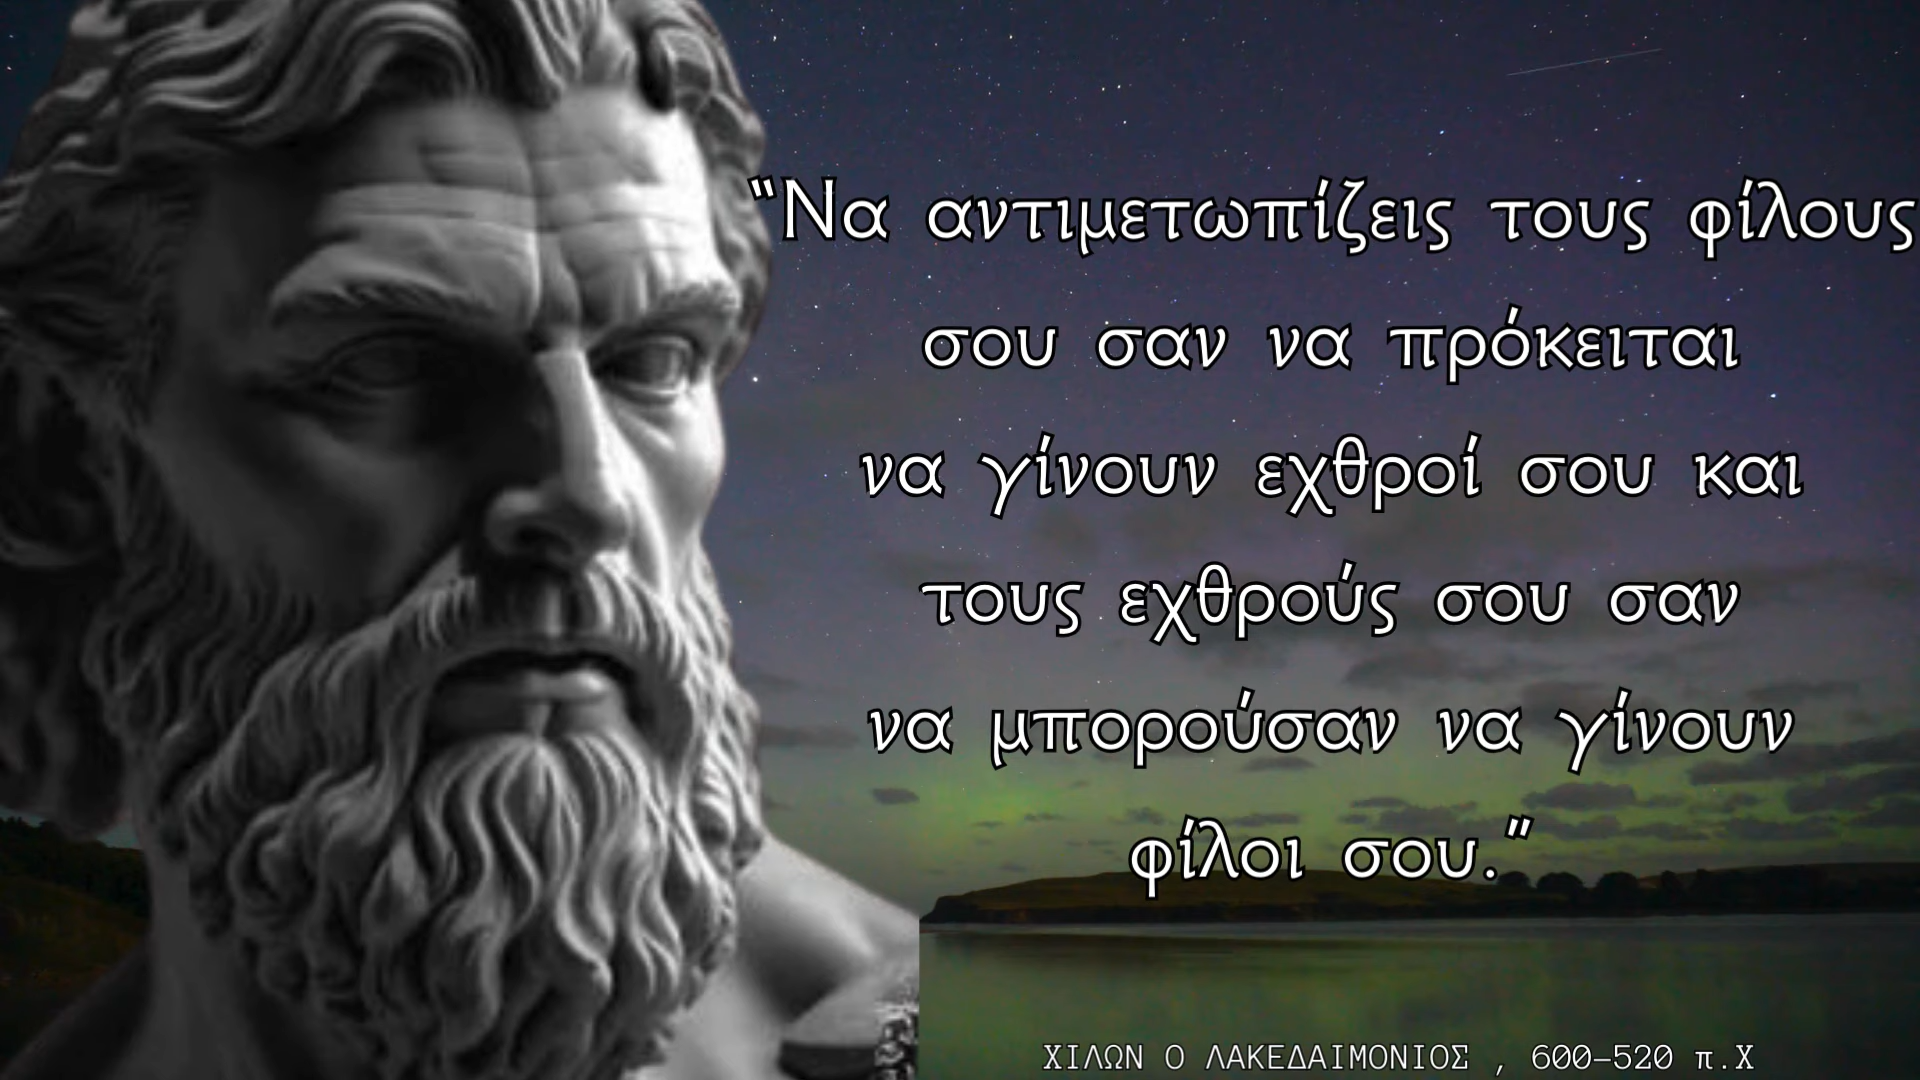 "Να αντιμετωπίζεις τους φίλους
σου σαν να πρόκειται
να γίνουν εχθροί σου και
τους εχθρούς σου σαν
να μπορούσαν να γίνουν
φίλοι σου."
ΧΙΛΩΝ Ο ΛΑΚΕΔΑΙΜΟΝΙΟΣ , 600-520 π.Χ